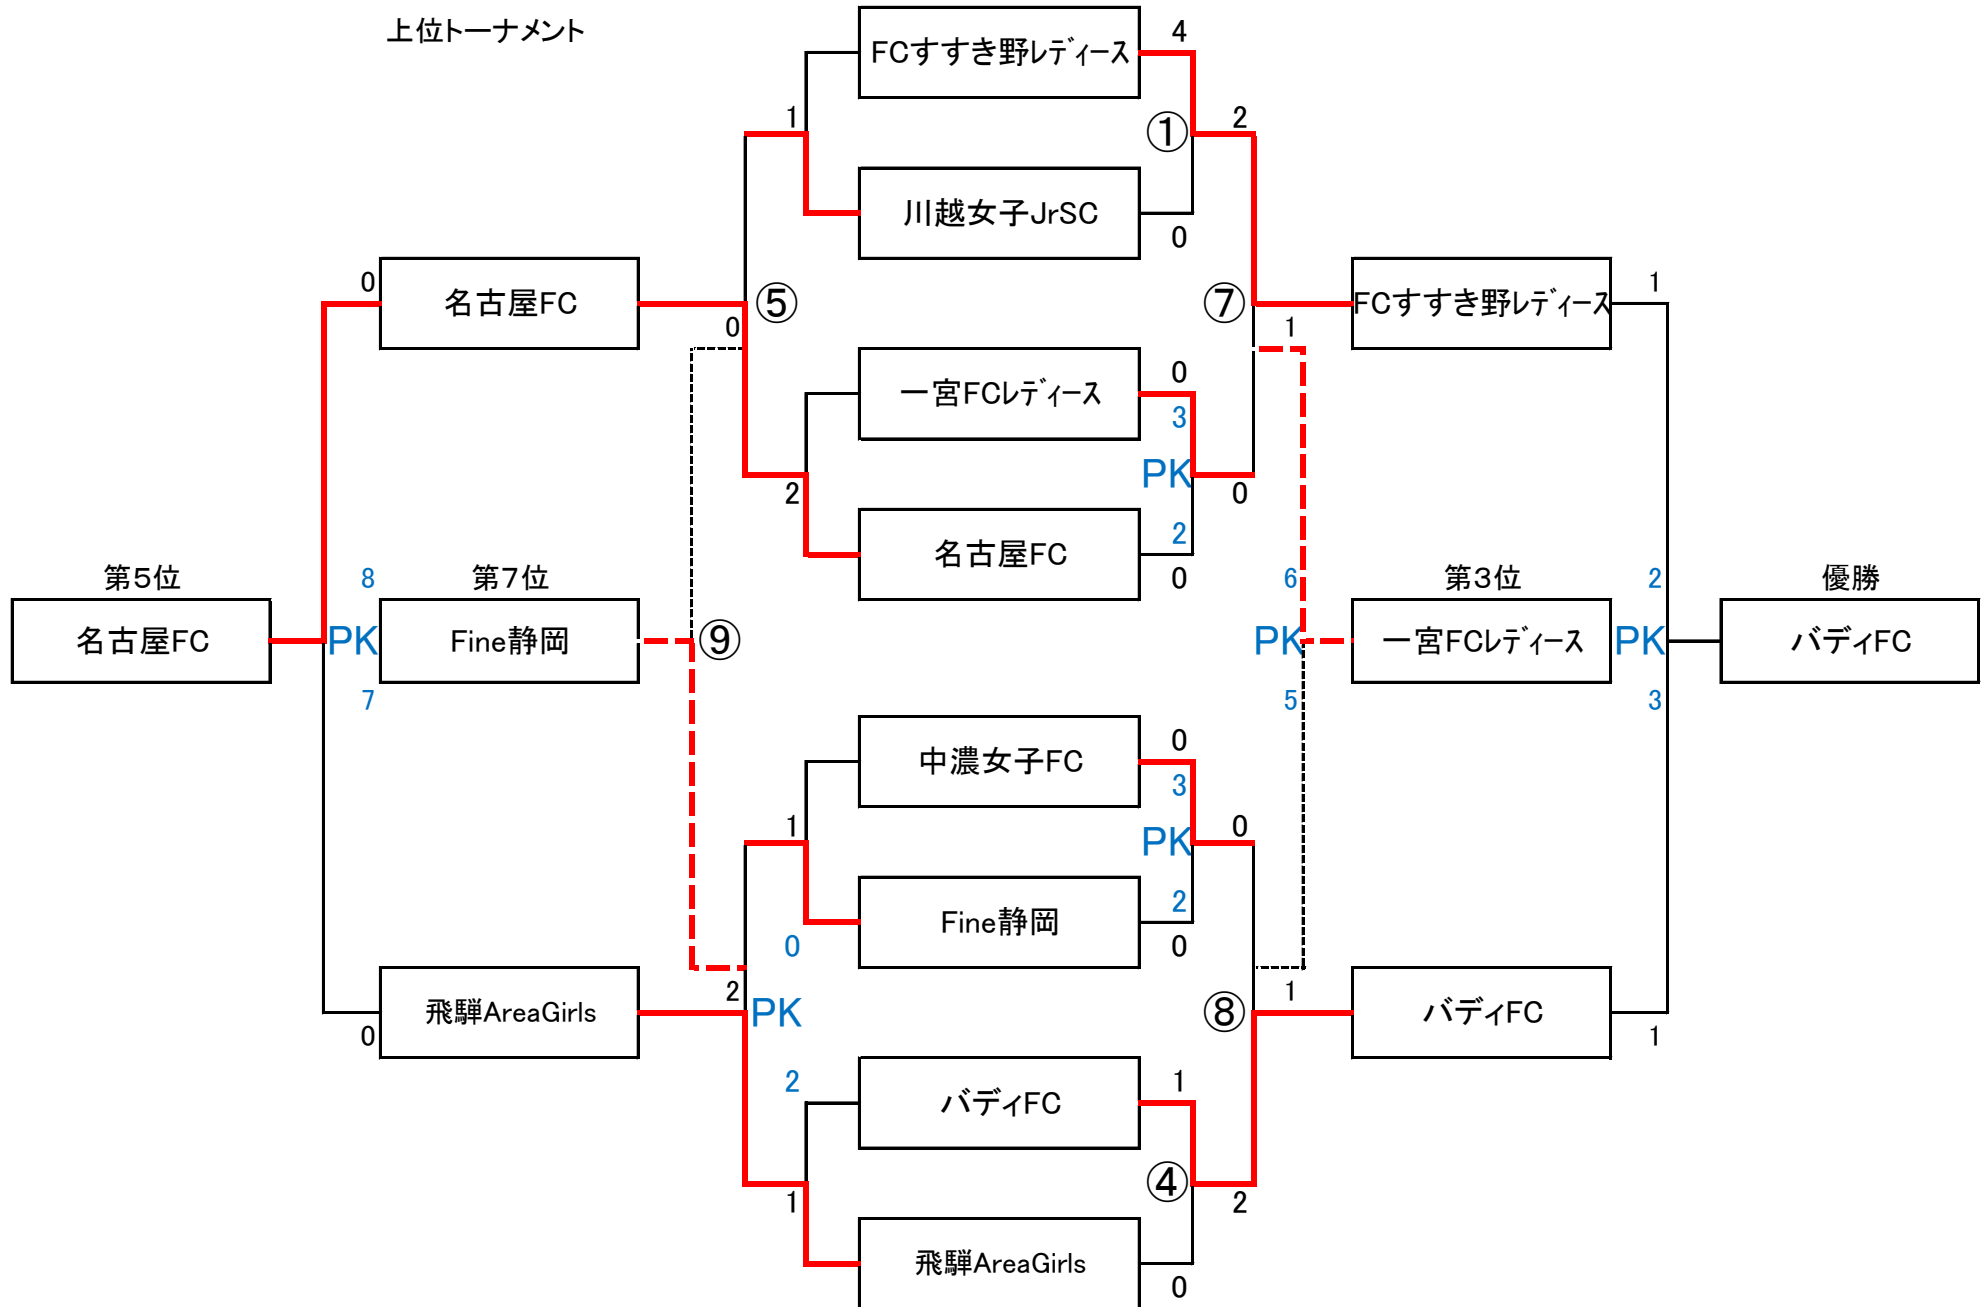 上位トーナメント
FCすすき野レディース
4
1
①
2
川越女子JrSC
0
0
名古屋FC
⑤
⑦
FCすすき野レディース
1
0
1
一宮FCレディース
0
3
PK
2
0
名古屋FC
2
0
第5位
8
第7位
6
第3位
2
優勝
名古屋FC
PK
Fine静岡
⑨
PK
一宮FCレディース
PK
バディFC
7
5
3
中濃女子FC
0
3
1
PK
0
Fine静岡
2
0
0
飛騨AreaGirls
2
PK
⑧
1
バディFC
0
1
2
バディFC
1
④
1
2
飛騨AreaGirls
0